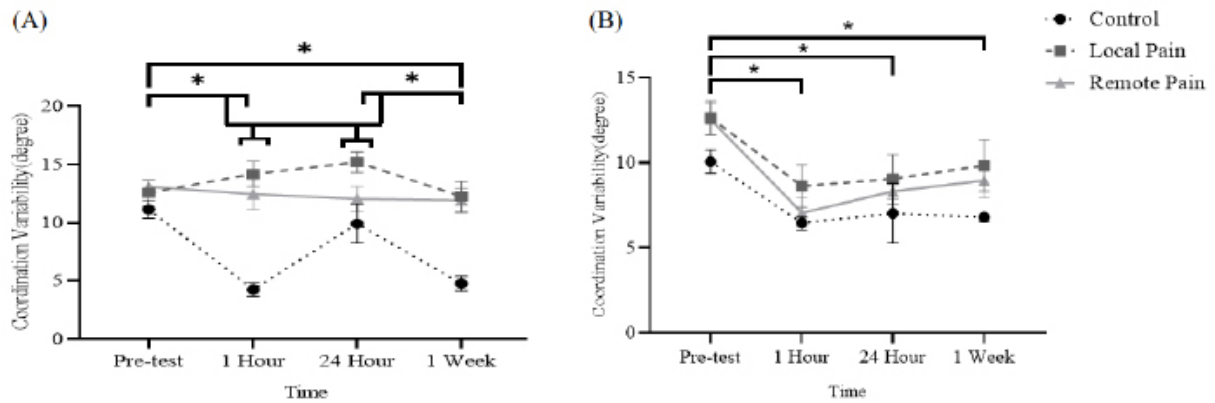 (A)
*
*
*
20
15
10
5
0
Coordination Variability(degree)
Pre-test
1 Hour
24 Hour
1 Week
Time
(B)
*
*
*
15
10
5
0
Coordination Variability(degree)
Pre-test
1 Hour
24 Hour
1 Week
Time
Control
Local Pain
Remote Pain